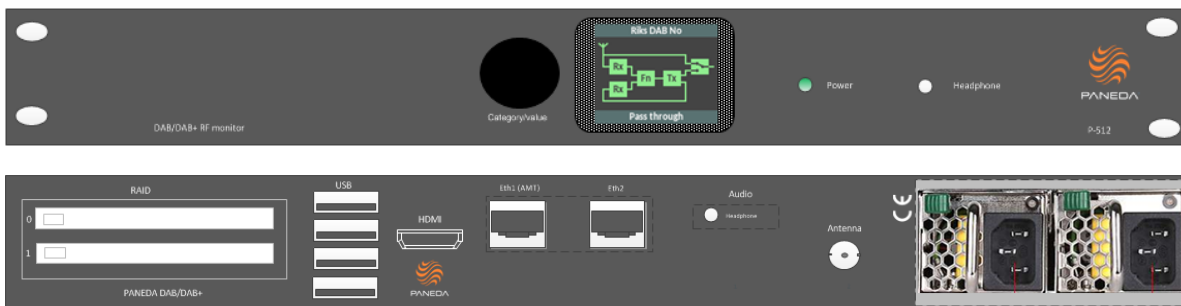 Riks DAB No
Rx
Fn
Tx
Rx
Pass through
Category/value
Power
Headphone
PANEDA
DAB/DAB+ RF monitor
P-512
RAID
0
1
PANEDA DAB/DAB+
USB
HDMI
PANEDA
Eth1 (AMT)
Eth2
Audio
Headphone
Antenna
CE